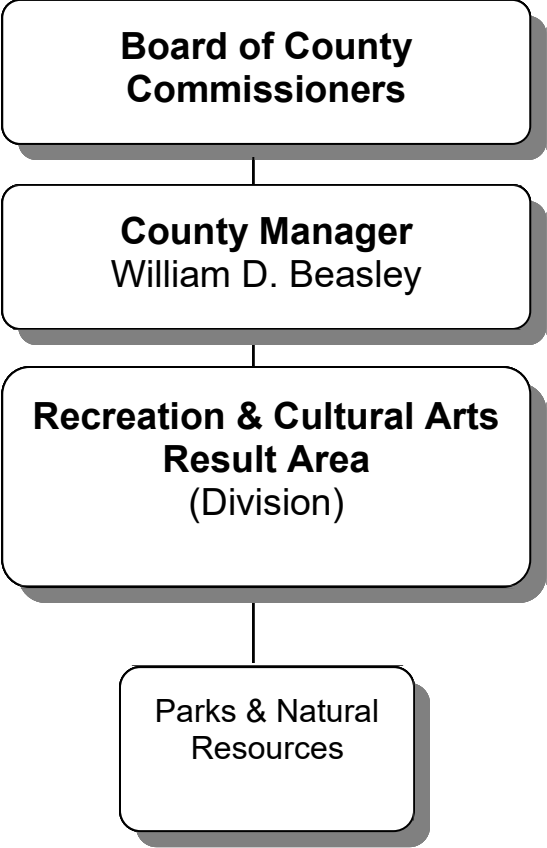 Board of County
Commissioners
County Manager
William D. Beasley
Recreation & Cultural Arts
Result Area
(Division)
Parks & Natural
Resources